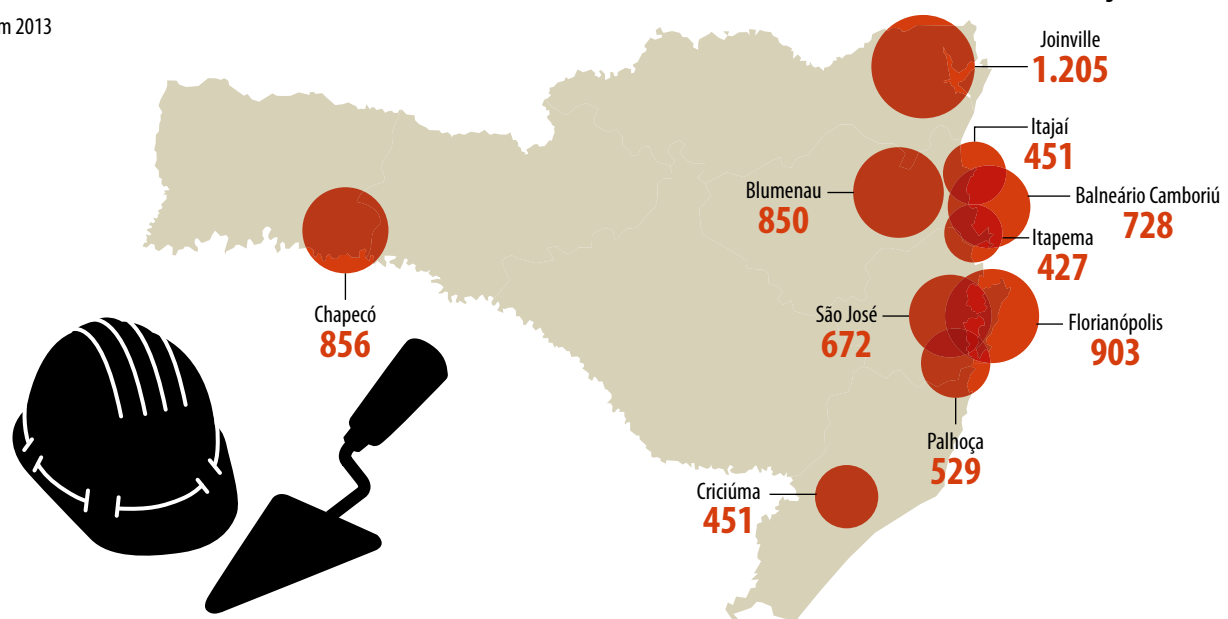 m 2013
Joinville
1.205
Itajaí
451
Blumenau
850
Balneário Camboriú
728
Itapema
427
Chapecó
856
São José
672
Florianópolis
903
Palhoça
529
Criciúma
451